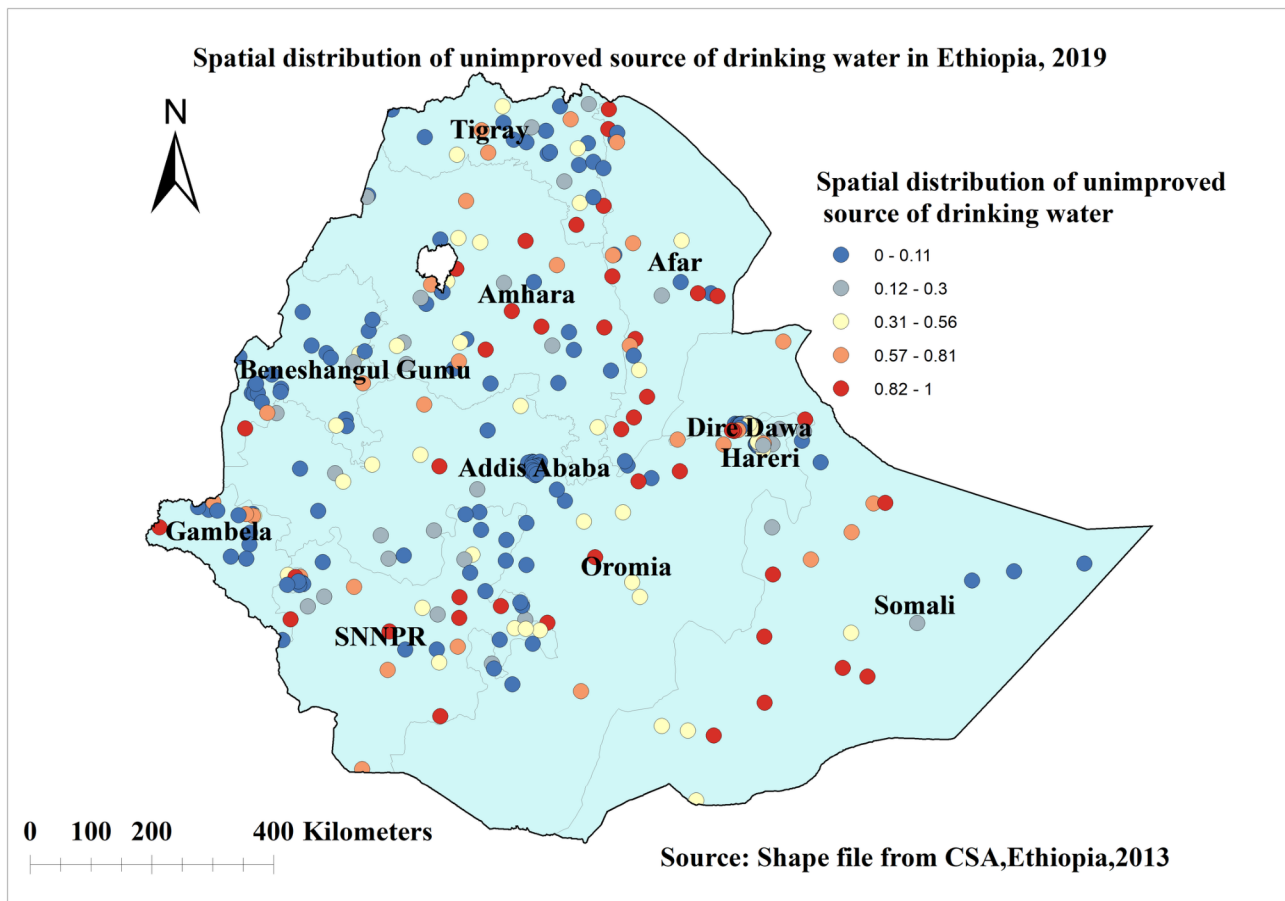 Spatial distribution of unimproved source of drinking water in Ethiopia, 2019
N
Tigray
Spatial distribution of unimproved
source of drinking water
0 - 0.11
0.12 - 0.3
0.31 - 0.56
0.57 - 0.81
0.82 - 1
Afar
Amhara
Beneshangul Gumu
Dire Dawa
Hareri
Addis Ababa
Gambela
Oromia
Somali
SNNPR
0 100 200 400 Kilometers
Source: Shape file from CSA,Ethiopia,2013